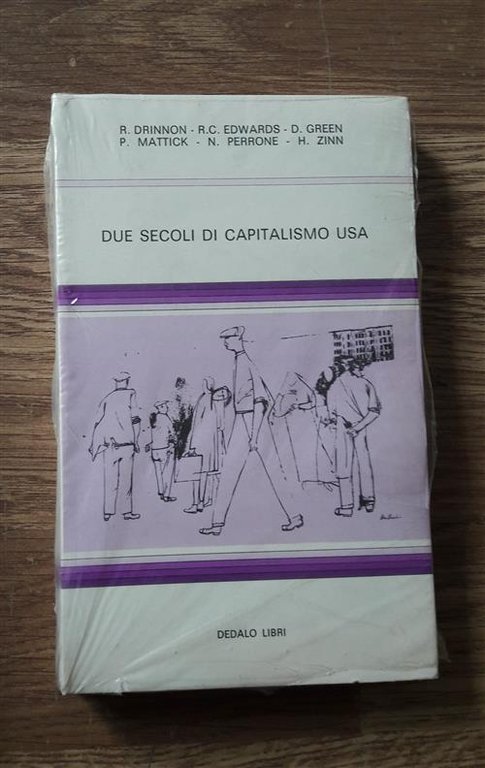 R. DRINNON - R.C. EDWARDS - D. GREEN
P. MATTICK - N. PERRONE - H. ZINN
DUE SECOLI DI CAPITALISMO USA
DEDALO LIBRI